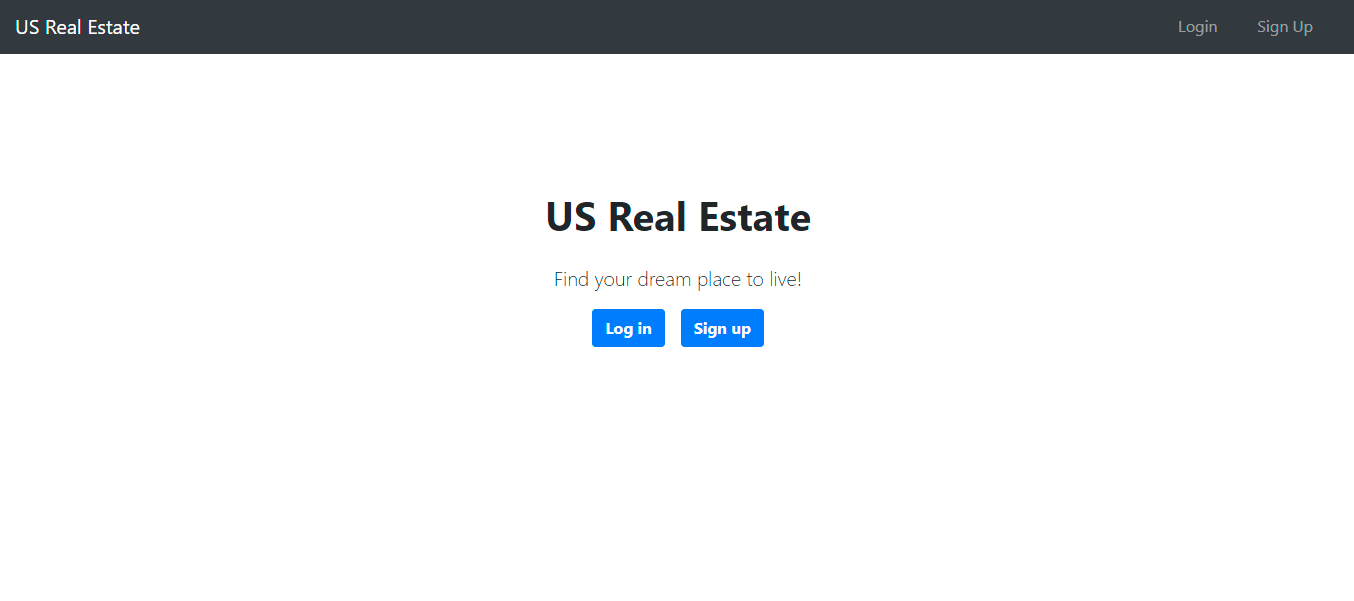 US Real Estate Login Sign Up
US Real Estate
Find your dream place to live!
Log in Sign up